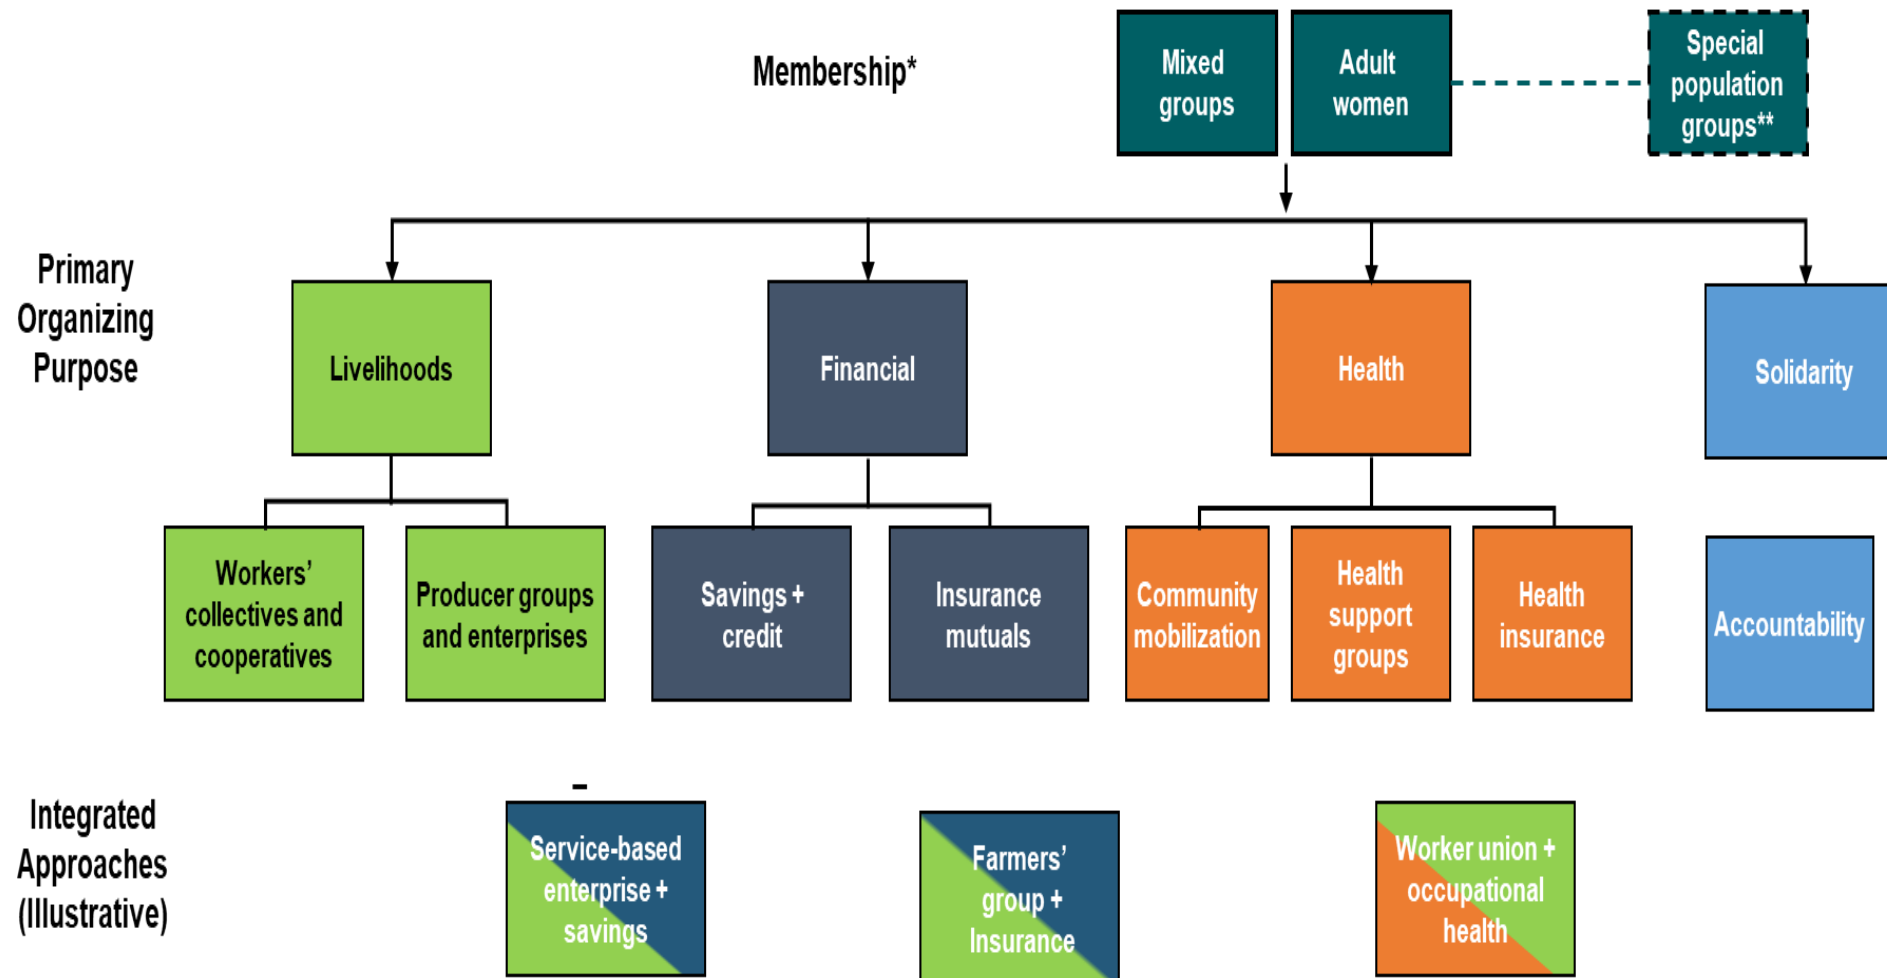 Membership*
Mixed
groups
Adult
women
Special
population
groups**
Primary
Organizing
Purpose
Livelihoods
Financial
Health
Solidarity
Workers’
collectives and
cooperatives
Producer groups
and enterprises
Savings +
credit
Insurance
mutuals
Community
mobilization
Health
support
groups
Health
insurance
Accountability
Integrated
Approaches
(Illustrative)
Service-based
enterprise +
savings
Farmers’
group +
Insurance
Worker union +
occupational
health